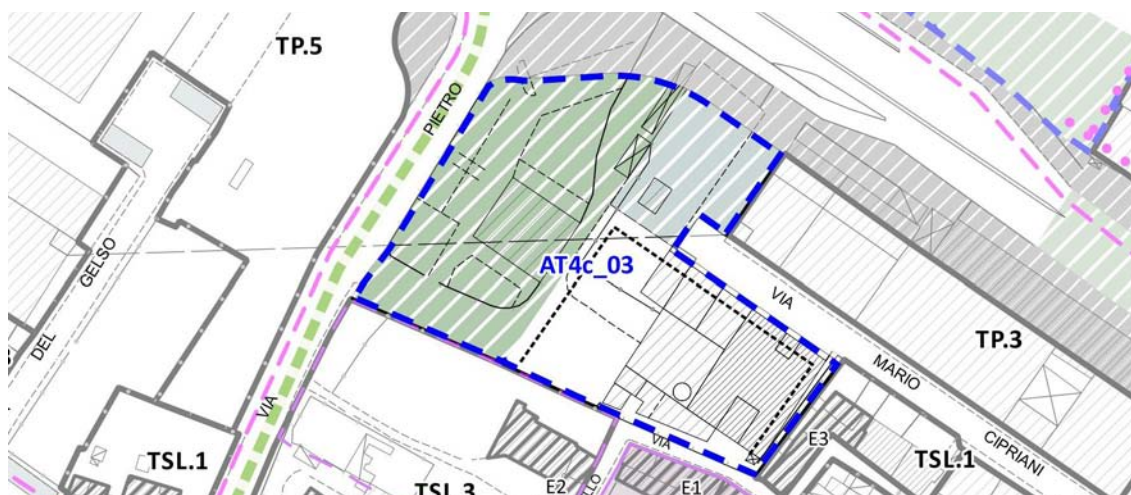 TP.5
PIETRO
GELSO
AT4c_03
VIA
DEL
TP.3
MARIO
VIA
CIPRIANI
TSL.1
VIA
E3
TSL.1
TSL.3
E2
E1